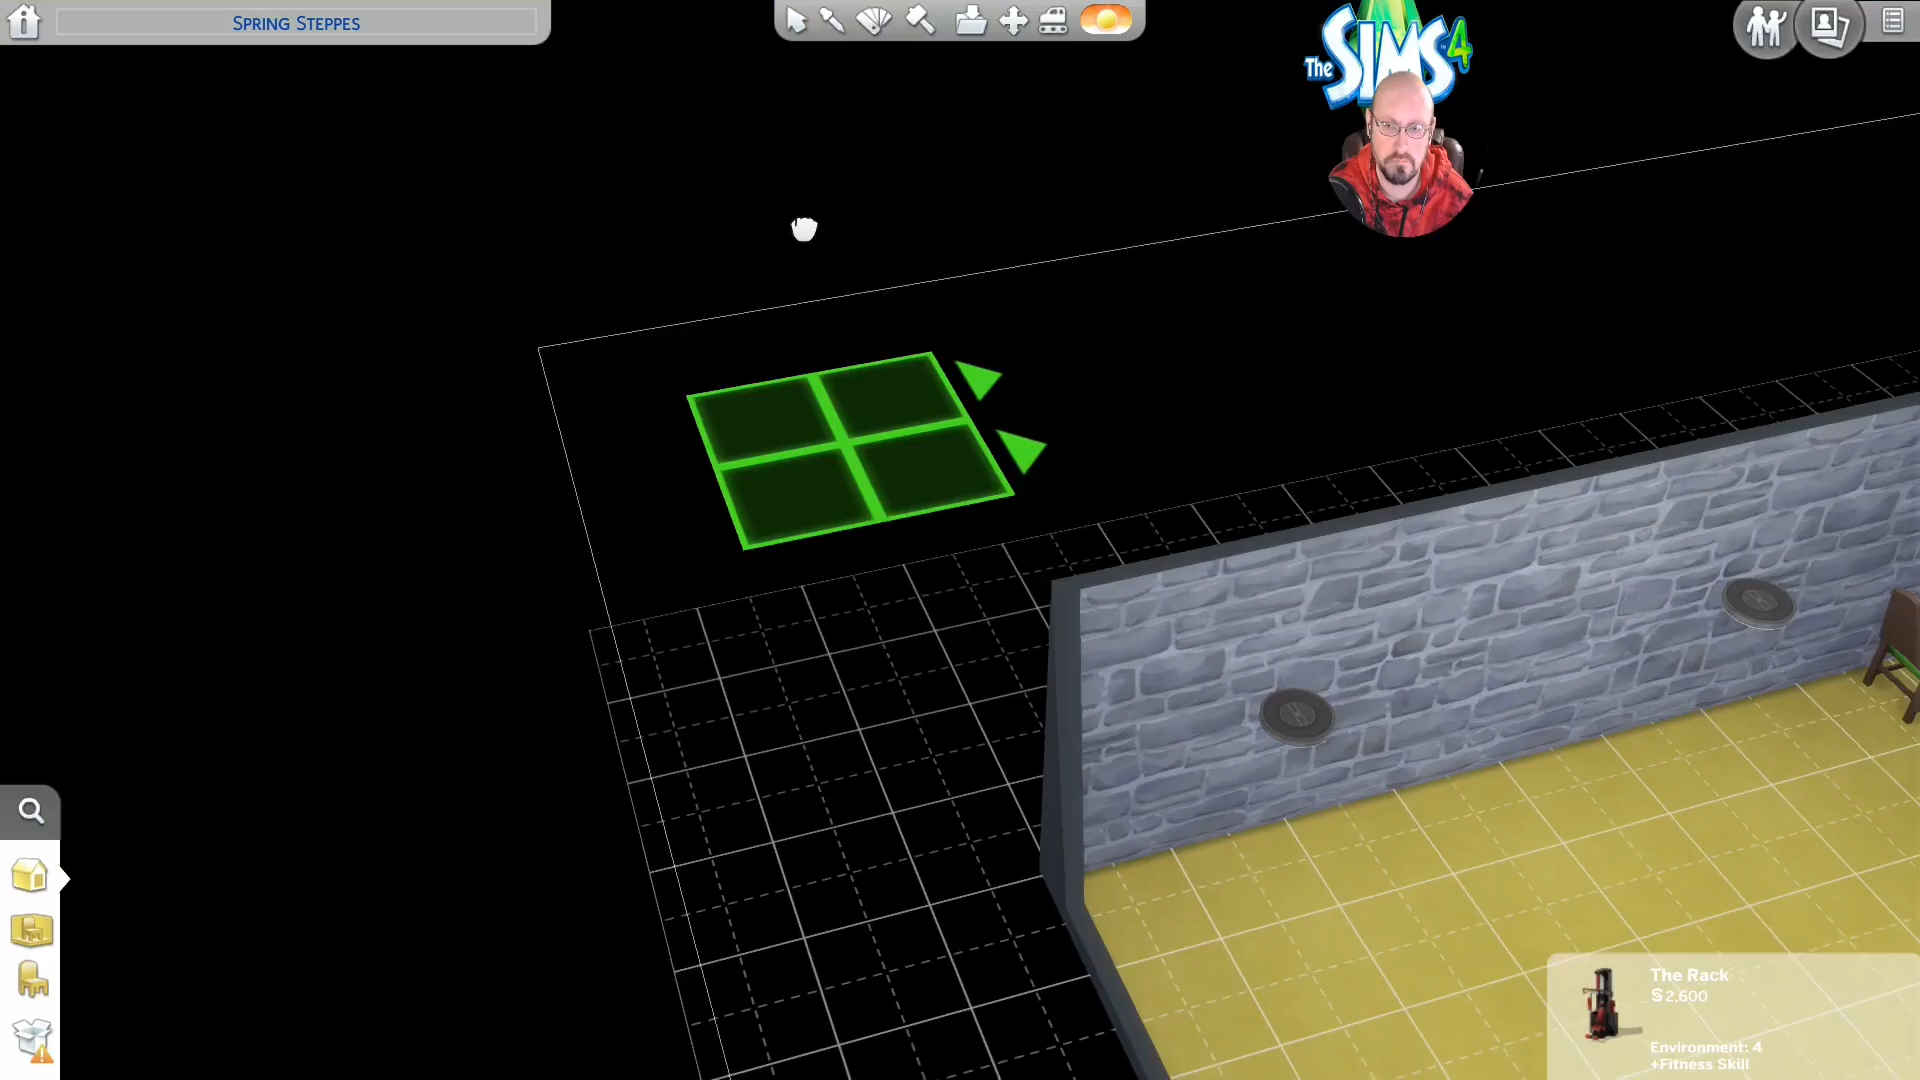 SPRING STEPPES
The SIMS 4
The Rack
§2,600
Environment: 4
+Fitness Skill